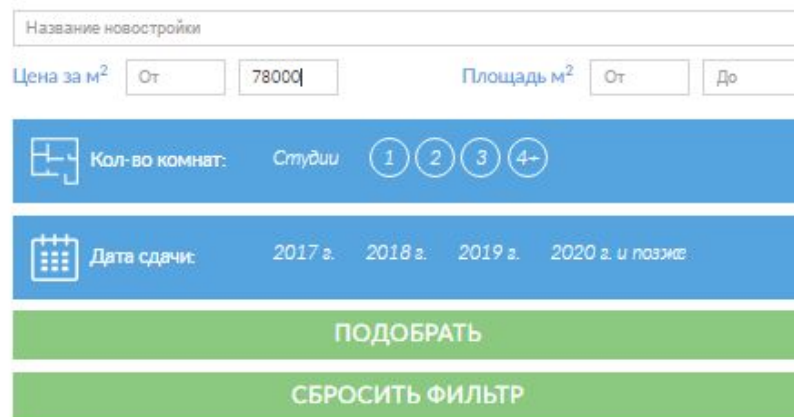 Название новостройки
Цена за м² От 78000 Площадь м² От До
Кол-во комнат: Студии 1 2 3 4+
Дата сдачи: 2017 г. 2018 г. 2019 г. 2020 г. и позже
ПОДОБРАТЬ
СБРОСИТЬ ФИЛЬТР